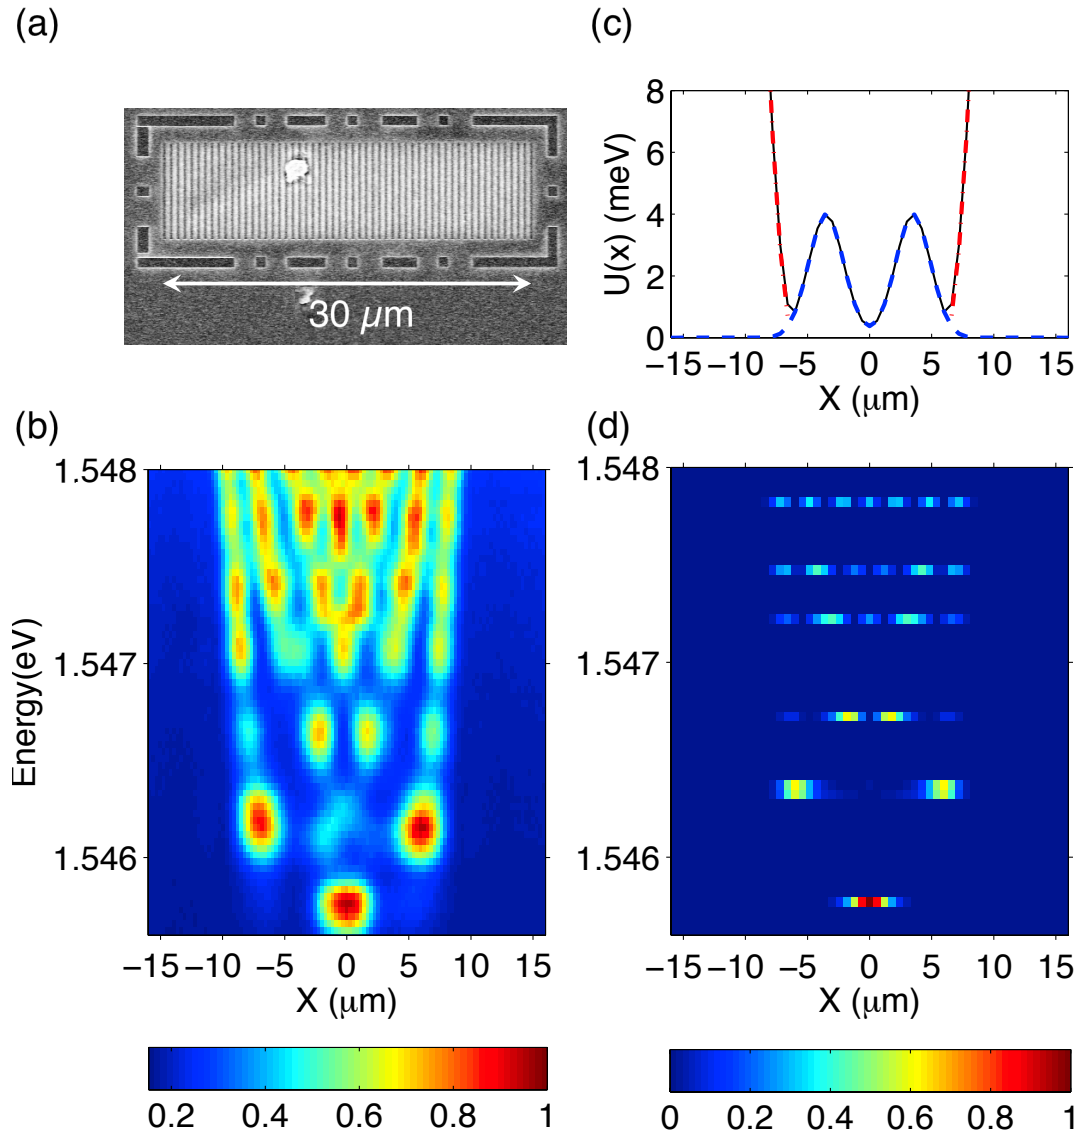 (a)
30 μm
(c)
8
6
4
2
0
U(x) (meV)
−15 −10 −5 0 5 10 15
X (μm)
(b)
1.548
1.547
1.546
Energy(eV)
−15 −10 −5 0 5 10 15
X (μm)
0.2 0.4 0.6 0.8 1
(d)
1.548
1.547
1.546
−15 −10 −5 0 5 10 15
X (μm)
0 0.2 0.4 0.6 0.8 1